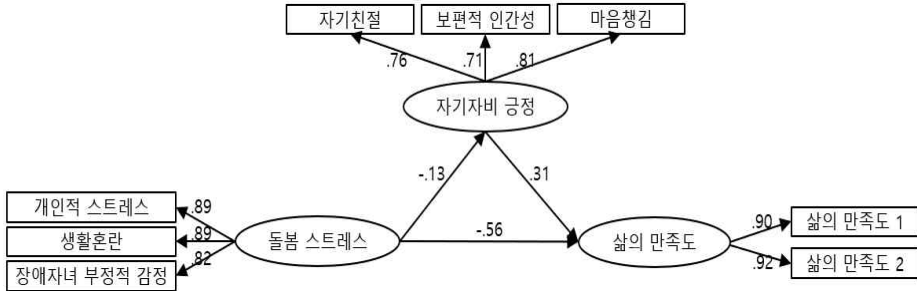 자기친절 보편적 인간성 마음챙김
.76 .71 .81
자기자비 긍정
-.13 .31
개인적 스트레스 .89
생활혼란 .89
장애자녀 부정적 감정 .82
돌봄 스트레스 -.56 삶의 만족도
.90 삶의 만족도 1
.92 삶의 만족도 2